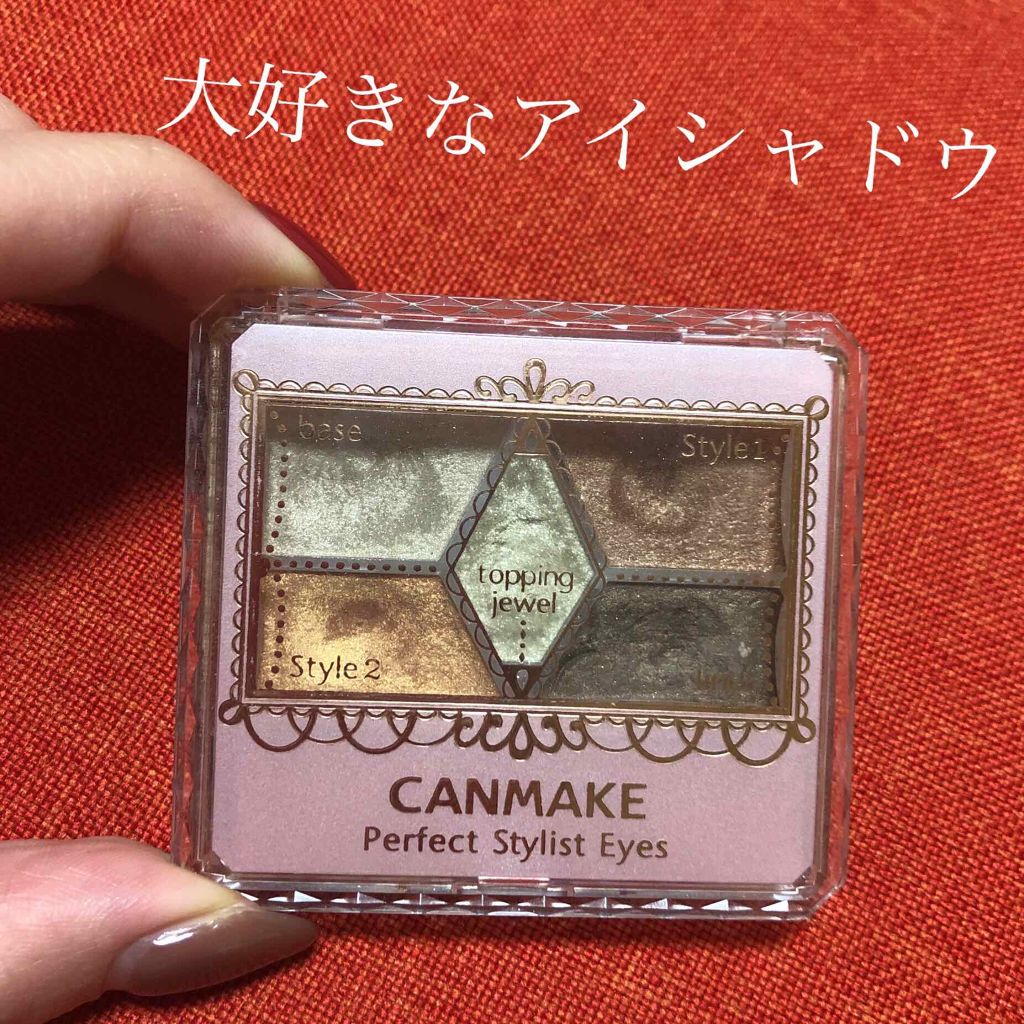 大好きなアイシャドウ
base
Style1
topping
jewel
Style2
CANMAKE
Perfect Stylist Eyes